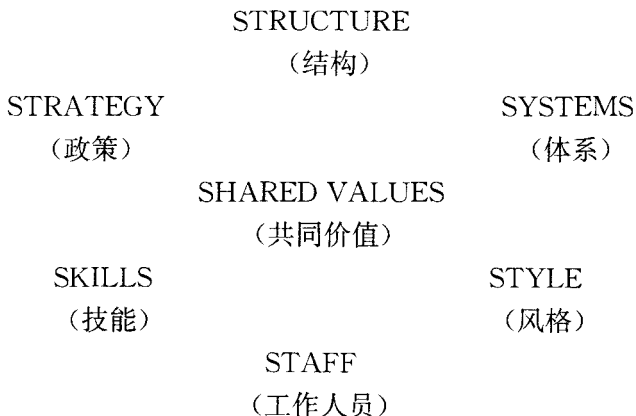 STRUCTURE
（结构）
STRATEGY
（政策）
SYSTEMS
（体系）
SHARED VALUES
（共同价值）
SKILLS
（技能）
STYLE
（风格）
STAFF
（工作人员）